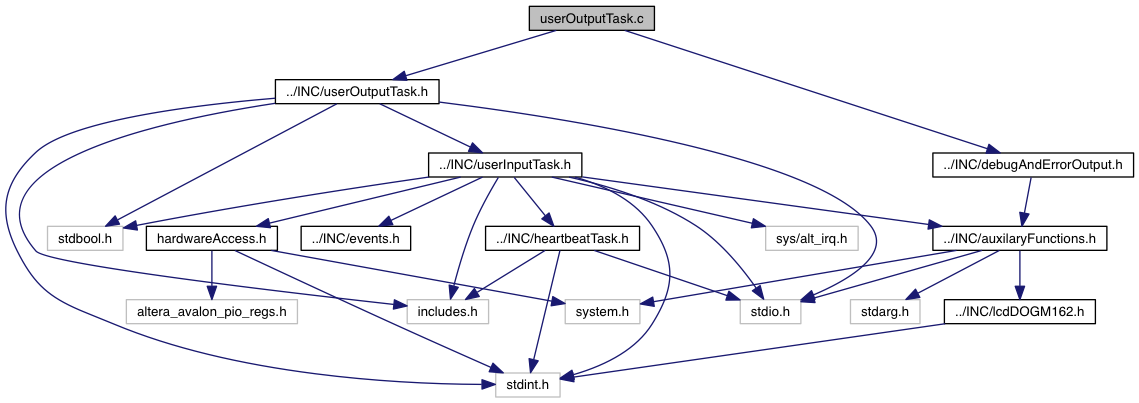 userOutputTask.c
../INC/userOutputTask.h
../INC/userInputTask.h
../INC/debugAndErrorOutput.h
stdbool.h
hardwareAccess.h
../INC/events.h
../INC/heartbeatTask.h
sys/alt_irq.h
../INC/auxilaryFunctions.h
altera_avalon_pio_regs.h
includes.h
system.h
stdio.h
stdarg.h
../INC/lcdDOGM162.h
stdint.h